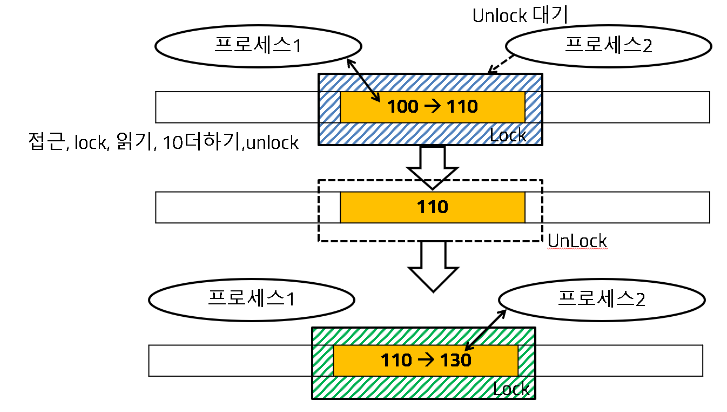 Unlock 대기
프로세스1
프로세스2
100 → 110
Lock
접근, lock, 읽기, 10더하기,unlock
110
UnLock
프로세스1
프로세스2
110 → 130
Lock